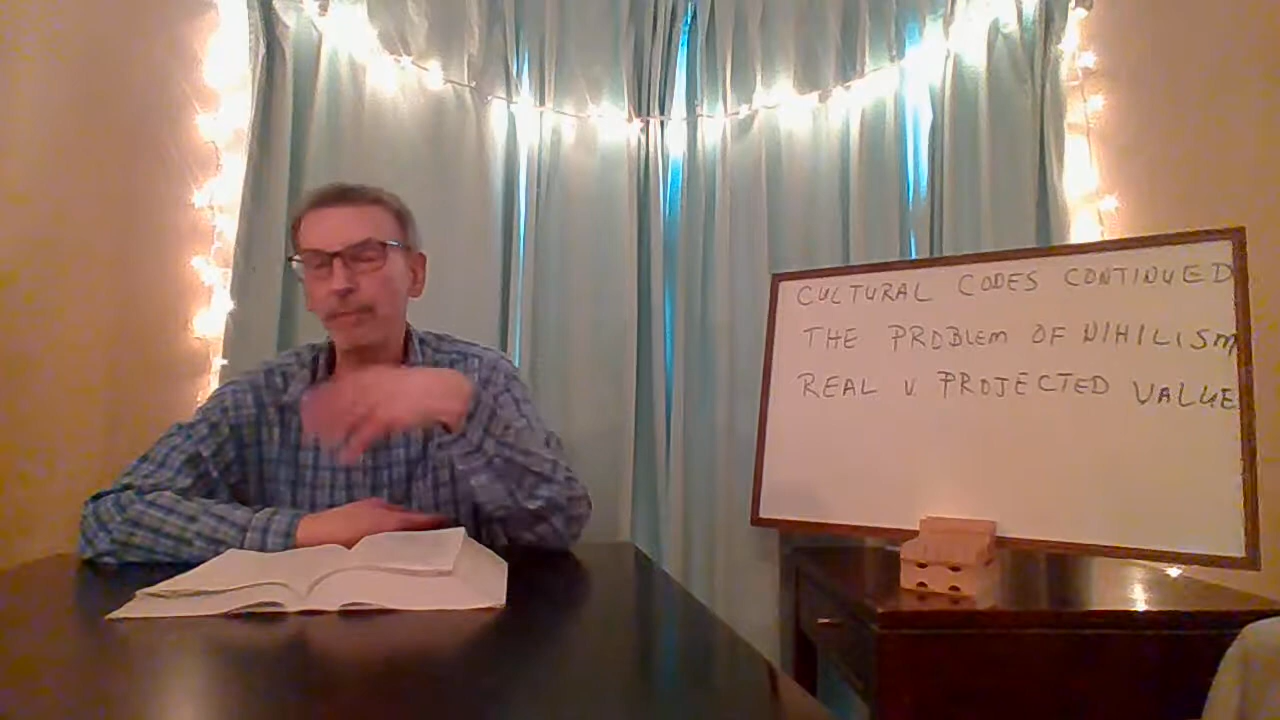 CULTURAL CODES CONTINUED
THE PROBLEM OF NIHILISM
REAL V. PROJECTED VALUE